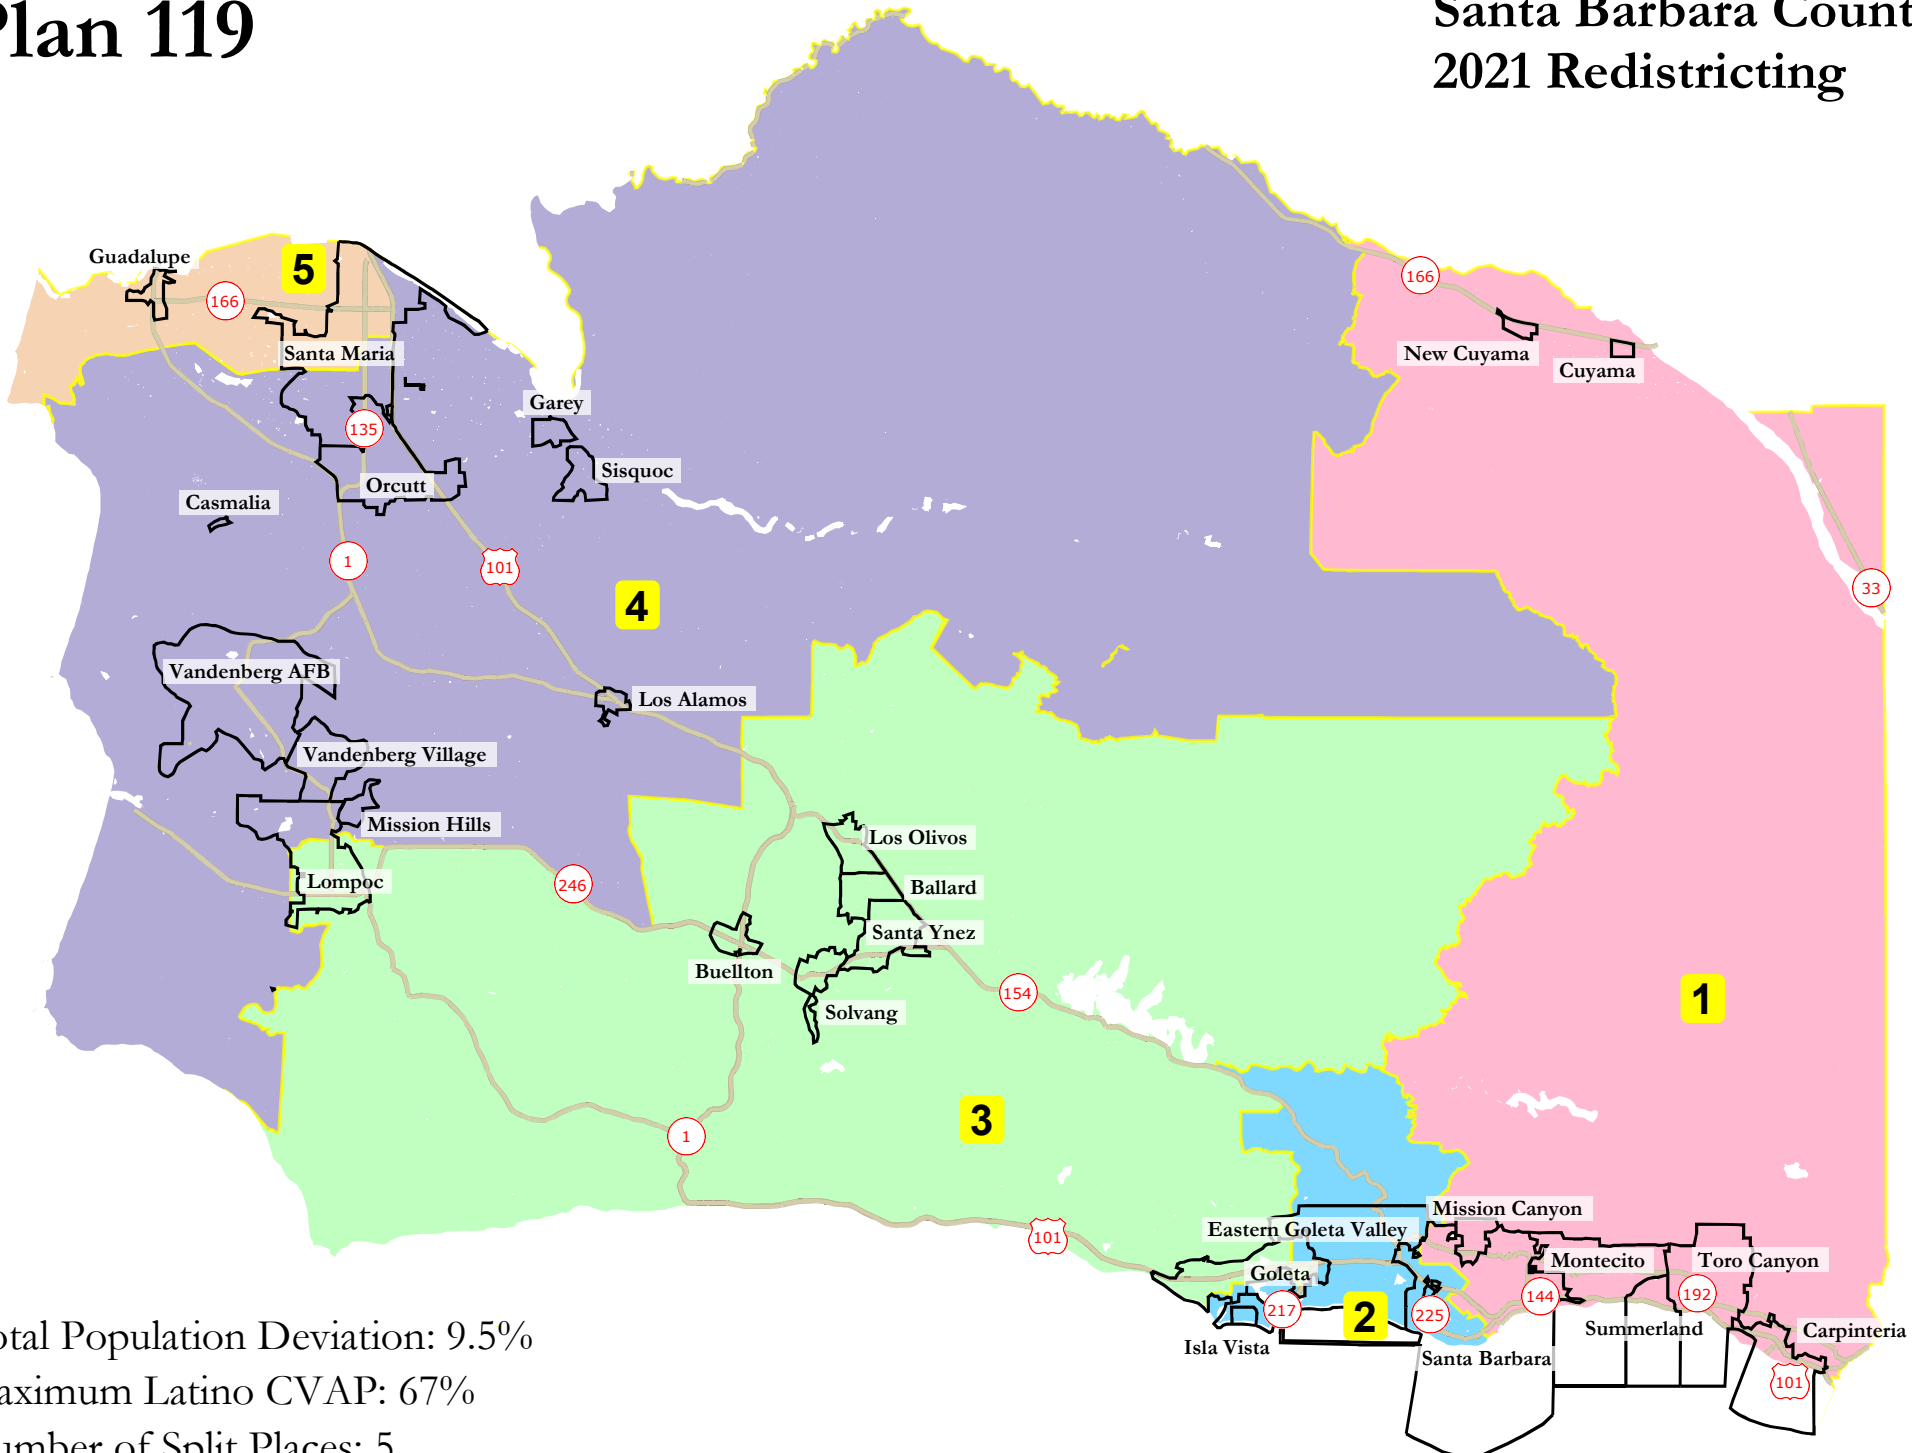 Plan 119
Santa Barbara Count
2021 Redistricting
Guadalupe
5
166
166
Santa Maria
New Cuyama
Cuyama
Garey
135
Sisquoc
Orcutt
Casmalia
1
101
33
4
Vandenberg AFB
Los Alamos
Vandenberg Village
Mission Hills
Los Olivos
Lompoc
246
Ballard
Santa Ynez
Buellton
154
1
Solvang
3
1
Mission Canyon
Eastern Goleta Valley
101
Montecito
Toro Canyon
Goleta
217
2
225
144
192
Summerland
Carpinteria
Isla Vista
Santa Barbara
101
otal Population Deviation: 9.5%
aximum Latino CVAP: 67%
umber of Split Places: 5